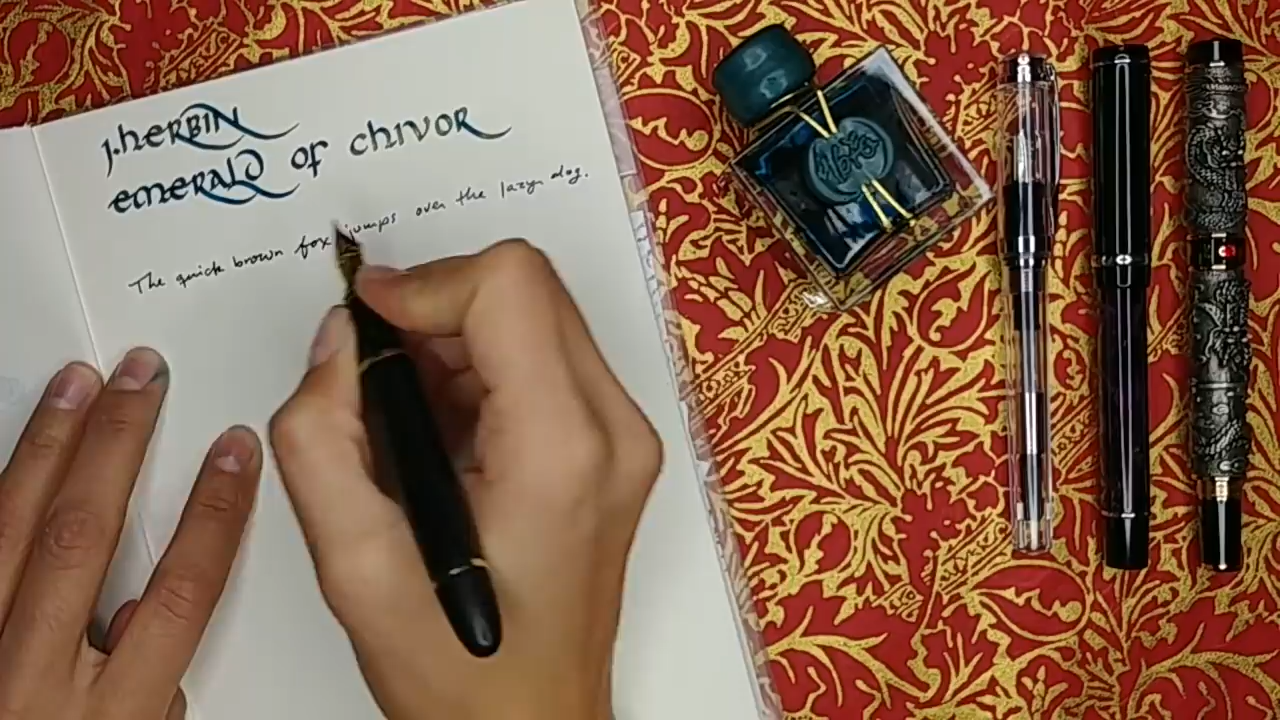 J.HERBIN
EMERALD OF CHIVOR
The quick brown fox jumps over the lazy dog.